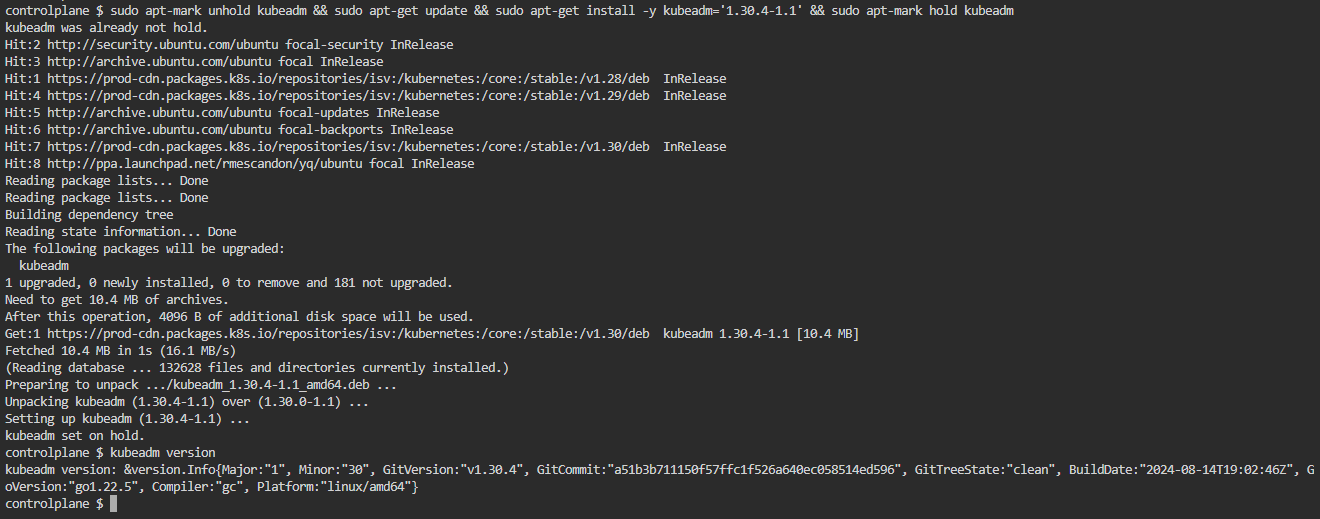 controlplane $ sudo apt-mark unhold kubeadm && sudo apt-get update && sudo apt-get install -y kubeadm='1.30.4-1.1' && sudo apt-mark hold kubeadm
kubeadm was already not hold.
Hit:2 http://security.ubuntu.com/ubuntu focal-security InRelease
Hit:3 http://archive.ubuntu.com/ubuntu focal InRelease
Hit:1 https://prod-cdn.packages.k8s.io/repositories/isv:/kubernetes:/core:/stable:/v1.28/deb  InRelease
Hit:4 https://prod-cdn.packages.k8s.io/repositories/isv:/kubernetes:/core:/stable:/v1.29/deb  InRelease
Hit:5 http://archive.ubuntu.com/ubuntu focal-updates InRelease
Hit:6 http://archive.ubuntu.com/ubuntu focal-backports InRelease
Hit:7 https://prod-cdn.packages.k8s.io/repositories/isv:/kubernetes:/core:/stable:/v1.30/deb  InRelease
Hit:8 http://ppa.launchpad.net/rmescandon/yq/ubuntu focal InRelease
Reading package lists... Done
Reading package lists... Done
Building dependency tree
Reading state information... Done
The following packages will be upgraded:
  kubeadm
1 upgraded, 0 newly installed, 0 to remove and 181 not upgraded.
Need to get 10.4 MB of archives.
After this operation, 4096 B of additional disk space will be used.
Get:1 https://prod-cdn.packages.k8s.io/repositories/isv:/kubernetes:/core:/stable:/v1.30/deb  kubeadm 1.30.4-1.1 [10.4 MB]
Fetched 10.4 MB in 1s (16.1 MB/s)
(Reading database ... 132628 files and directories currently installed.)
Preparing to unpack .../kubeadm_1.30.4-1.1_amd64.deb ...
Unpacking kubeadm (1.30.4-1.1) over (1.30.0-1.1) ...
Setting up kubeadm (1.30.4-1.1) ...
kubeadm set on hold.
controlplane $ kubeadm version
kubeadm version: &version.Info{Major:"1", Minor:"30", GitVersion:"v1.30.4", GitCommit:"a51b3b711150f57ffc1f526a640ec058514ed596", GitTreeState:"clean", BuildDate:"2024-08-14T19:02:46Z", G
oVersion:"go1.22.5", Compiler:"gc", Platform:"linux/amd64"}
controlplane $